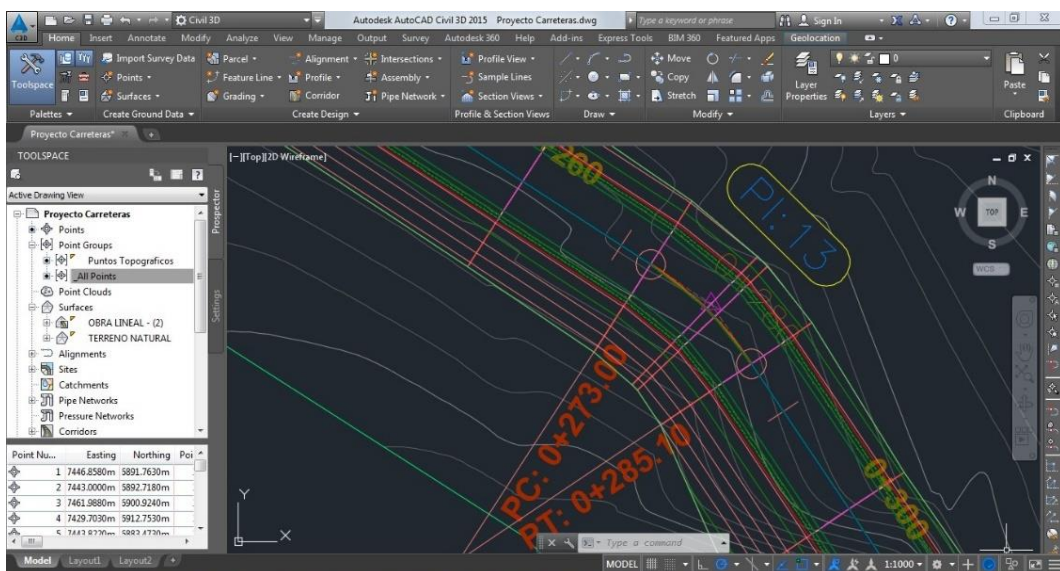 Civil 3D
Autodesk AutoCAD Civil 3D 2015 Proyecto Carreteras.dwg
Type a keyword or phrase
Sign In
C3D
Home Insert Annotate Modify Analyze View Manage Output Survey Autodesk 360 Help Add-ins Express Tools BIM 360 Featured Apps Geolocation
Toolspace
Import Survey Data
Points
Surfaces
Parcel
Feature Line
Grading
Alignment
Profile
Corridor
Intersections
Assembly
Pipe Network
Profile View
Sample Lines
Section Views
Move
Copy
Stretch
Layer
Properties
0
Paste
Palettes Create Ground Data Create Design Profile & Section Views Draw Modify Layers Clipboard
Proyecto Carreteras*
TOOLSPACE
Active Drawing View
Proyecto Carreteras
Points
Point Groups
Puntos Topograficos
_All Points
Point Clouds
Surfaces
OBRA LINEAL - (2)
TERRENO NATURAL
Alignments
Sites
Catchments
Pipe Networks
Pressure Networks
Corridors
Prospector
Settings
Point Nu... Easting Northing Poi
1 7446.8580m 5891.7630m
2 7443.0000m 5892.7180m
3 7461.9880m 5900.9240m
4 7429.7030m 5912.7530m
5 7443.8220m 5883.4730m
[-][Top][2D Wireframe]
PI: 13
PC: 0+273.00
PT: 0+285.10
0+300
N
W TOP E
S
WCS
Y
X
Type a command
Model Layout1 Layout2
MODEL
1:1000